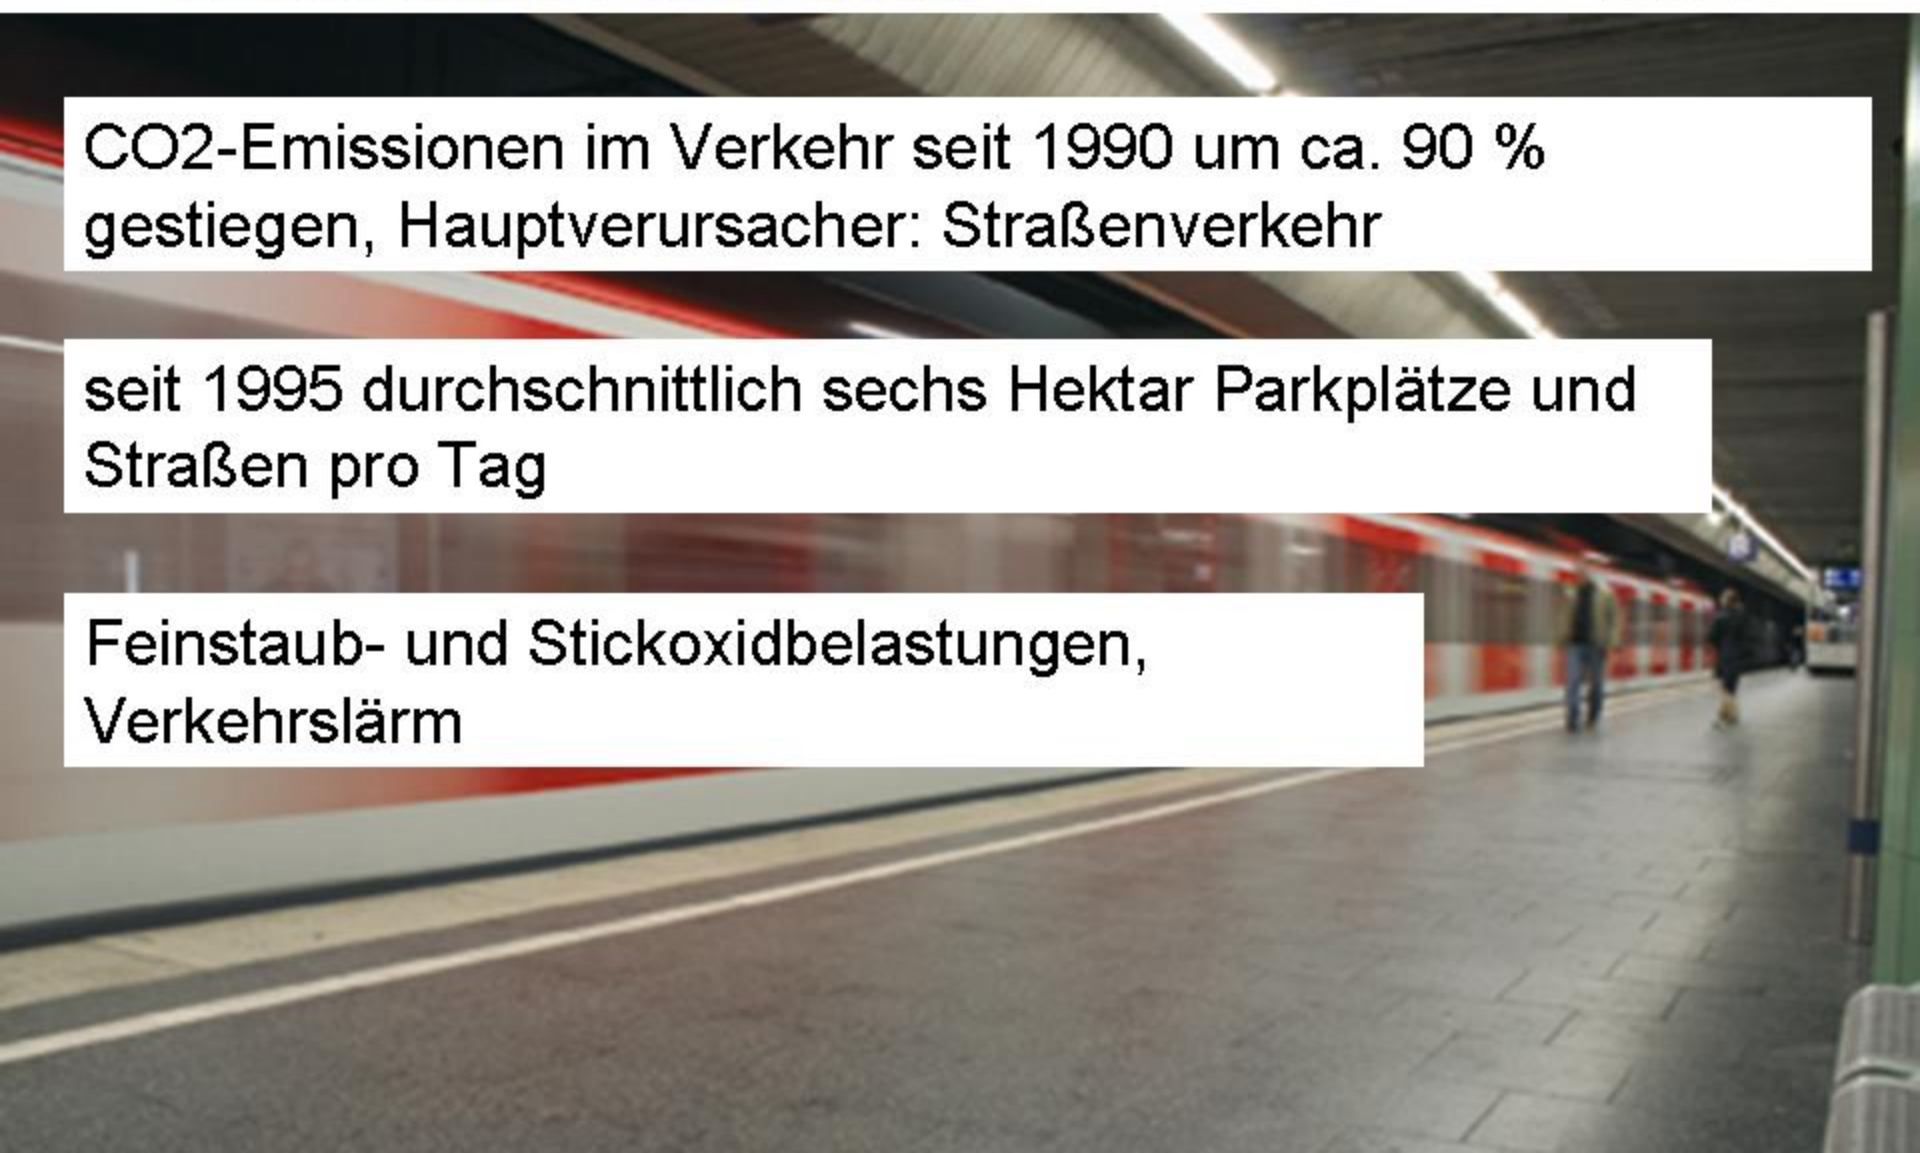 CO2-Emissionen im Verkehr seit 1990 um ca. 90 %
gestiegen, Hauptverursacher: Straßenverkehr
seit 1995 durchschnittlich sechs Hektar Parkplätze und
Straßen pro Tag
Feinstaub- und Stickoxidbelastungen,
Verkehrslärm